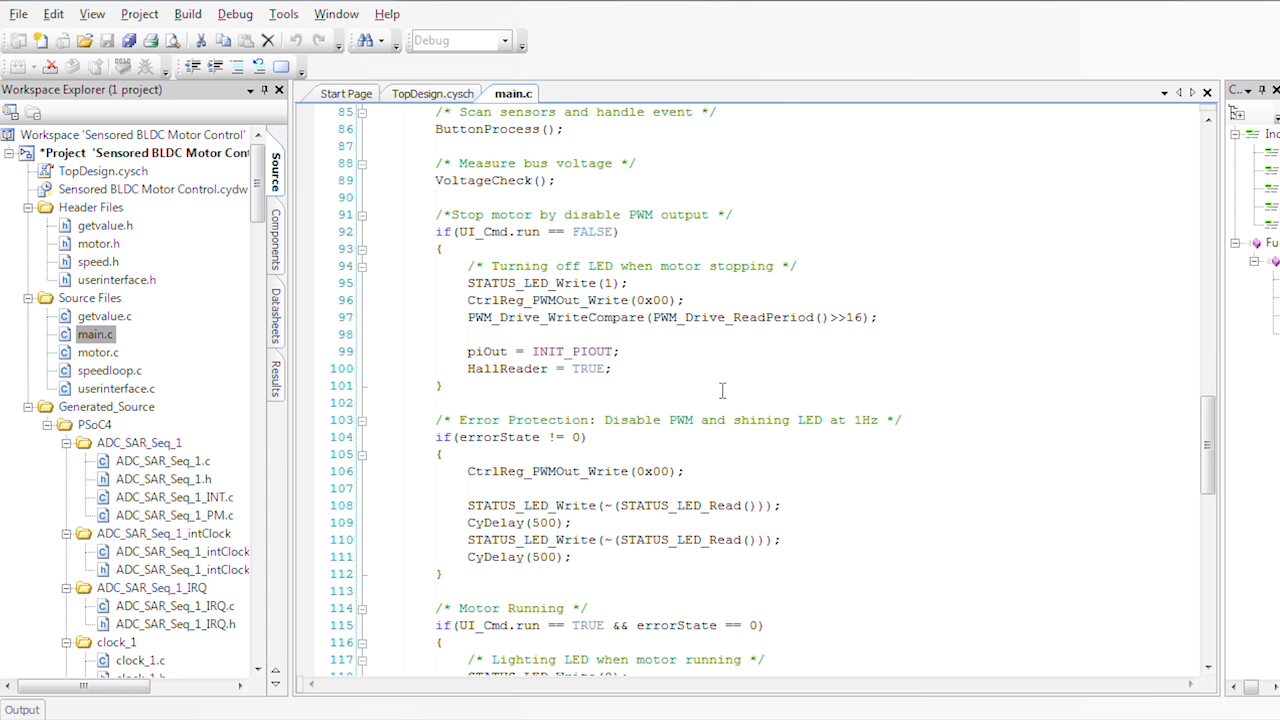 File Edit View Project Build Debug Tools Window Help
Debug
Workspace Explorer (1 project)
Workspace 'Sensored BLDC Motor Control'
*Project 'Sensored BLDC Motor Con
TopDesign.cysch
Sensored BLDC Motor Control.cydw
Header Files
getvalue.h
motor.h
speed.h
userinterface.h
Source Files
getvalue.c
main.c
motor.c
speedloop.c
userinterface.c
Generated_Source
PSoC4
ADC_SAR_Seq_1
ADC_SAR_Seq_1.c
ADC_SAR_Seq_1.h
ADC_SAR_Seq_1_INT.c
ADC_SAR_Seq_1_PM.c
ADC_SAR_Seq_1_intClock
ADC_SAR_Seq_1_intClock
ADC_SAR_Seq_1_intClock
ADC_SAR_Seq_1_IRQ
ADC_SAR_Seq_1_IRQ.c
ADC_SAR_Seq_1_IRQ.h
clock_1
clock_1.c
Source
Components
Datasheets
Results
Start Page TopDesign.cysch main.c
85 /* Scan sensors and handle event */
86 ButtonProcess();
87
88 /* Measure bus voltage */
89 VoltageCheck();
90
91 /*Stop motor by disable PWM output */
92 if(UI_Cmd.run == FALSE)
93 {
94 /* Turning off LED when motor stopping */
95 STATUS_LED_Write(1);
96 CtrlReg_PWMOut_Write(0x00);
97 PWM_Drive_WriteCompare(PWM_Drive_ReadPeriod()>>16);
98
99 piOut = INIT_PIOUT;
100 HallReader = TRUE;
101 }
102
103 /* Error Protection: Disable PWM and shining LED at 1Hz */
104 if(errorState != 0)
105 {
106 CtrlReg_PWMOut_Write(0x00);
107
108 STATUS_LED_Write(~(STATUS_LED_Read()));
109 CyDelay(500);
110 STATUS_LED_Write(~(STATUS_LED_Read()));
111 CyDelay(500);
112 }
113
114 /* Motor Running */
115 if(UI_Cmd.run == TRUE && errorState == 0)
116 {
117 /* Lighting LED when motor running */
C..
Inc
Fu
Output